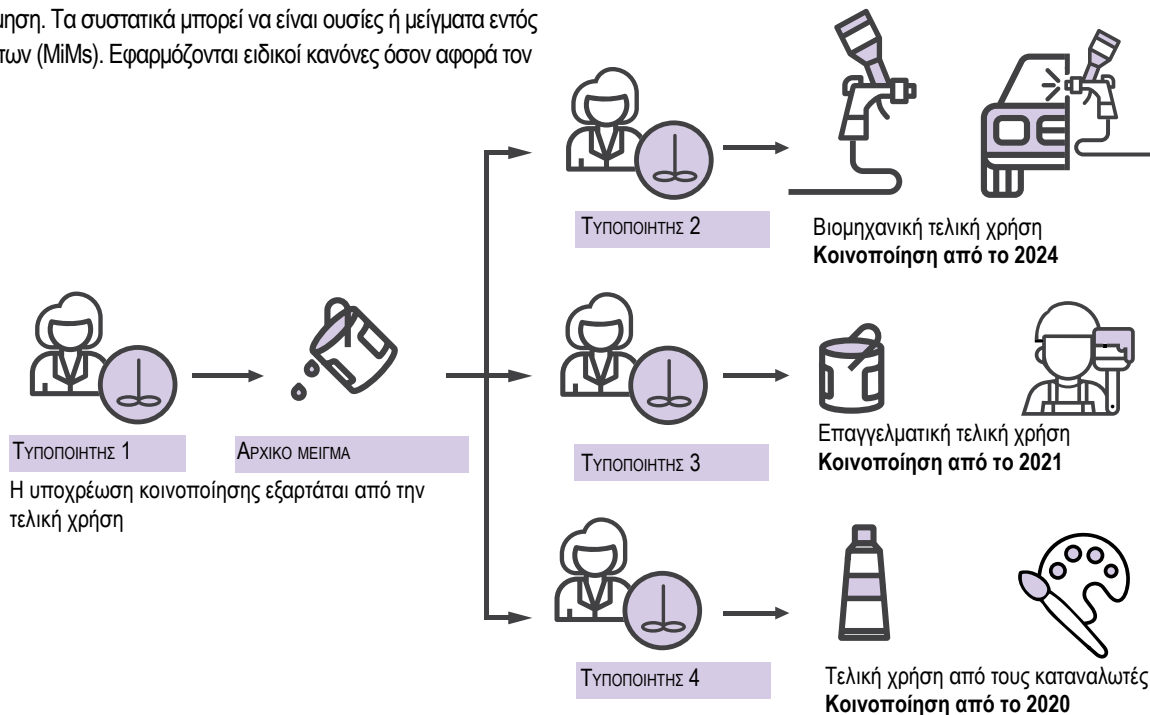 μηση. Τα συστατικά μπορεί να είναι ουσίες ή μείγματα εντός
των (MiMs). Εφαρμόζονται ειδικοί κανόνες όσον αφορά τον
ΤΥΠΟΠΟΙΗΤΗΣ 2
Βιομηχανική τελική χρήση
Κοινοποίηση από το 2024
ΤΥΠΟΠΟΙΗΤΗΣ 1
ΑΡΧΙΚΟ ΜΕΙΓΜΑ
Η υποχρέωση κοινοποίησης εξαρτάται από την
τελική χρήση
ΤΥΠΟΠΟΙΗΤΗΣ 3
Επαγγελματική τελική χρήση
Κοινοποίηση από το 2021
ΤΥΠΟΠΟΙΗΤΗΣ 4
Τελική χρήση από τους καταναλωτές
Κοινοποίηση από το 2020